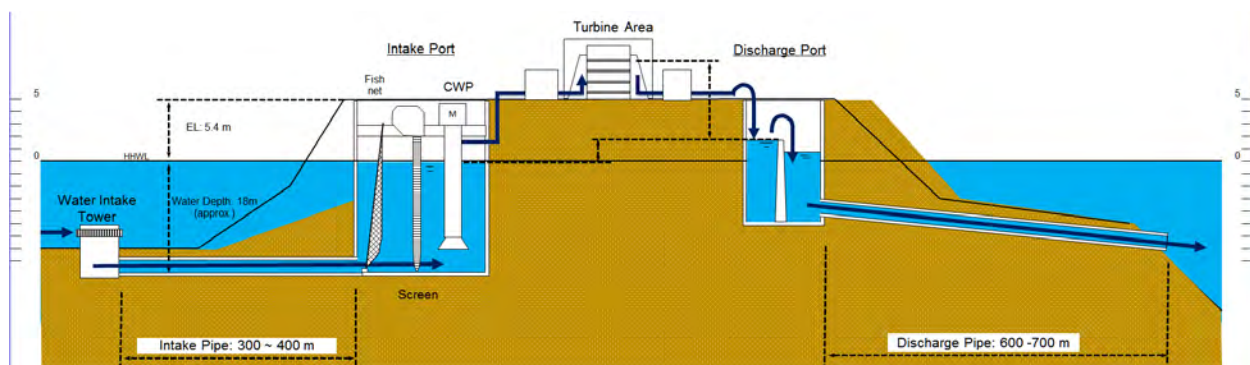 Turbine Area
Intake Port
Discharge Port
Fish
net
CWP
M
5
5
EL: 5.4 m
0
HHWL
0
Water Intake
Tower
Water Depth: 18m
(approx.)
Screen
Intake Pipe: 300 ~ 400 m
Discharge Pipe: 600 -700 m